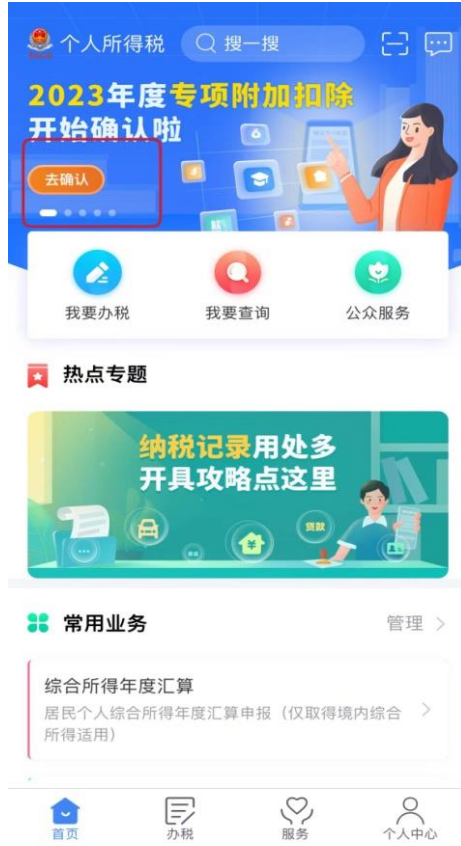 个人所得税
搜一搜
2023年度专项附加扣除
开始确认啦
去确认
我要办税
我要查询
公众服务
热点专题
纳税记录用处多
开具攻略点这里
贷款
常用业务
管理
综合所得年度汇算
居民个人综合所得年度汇算申报（仅取得境内综合
所得适用）
首页
办税
服务
个人中心